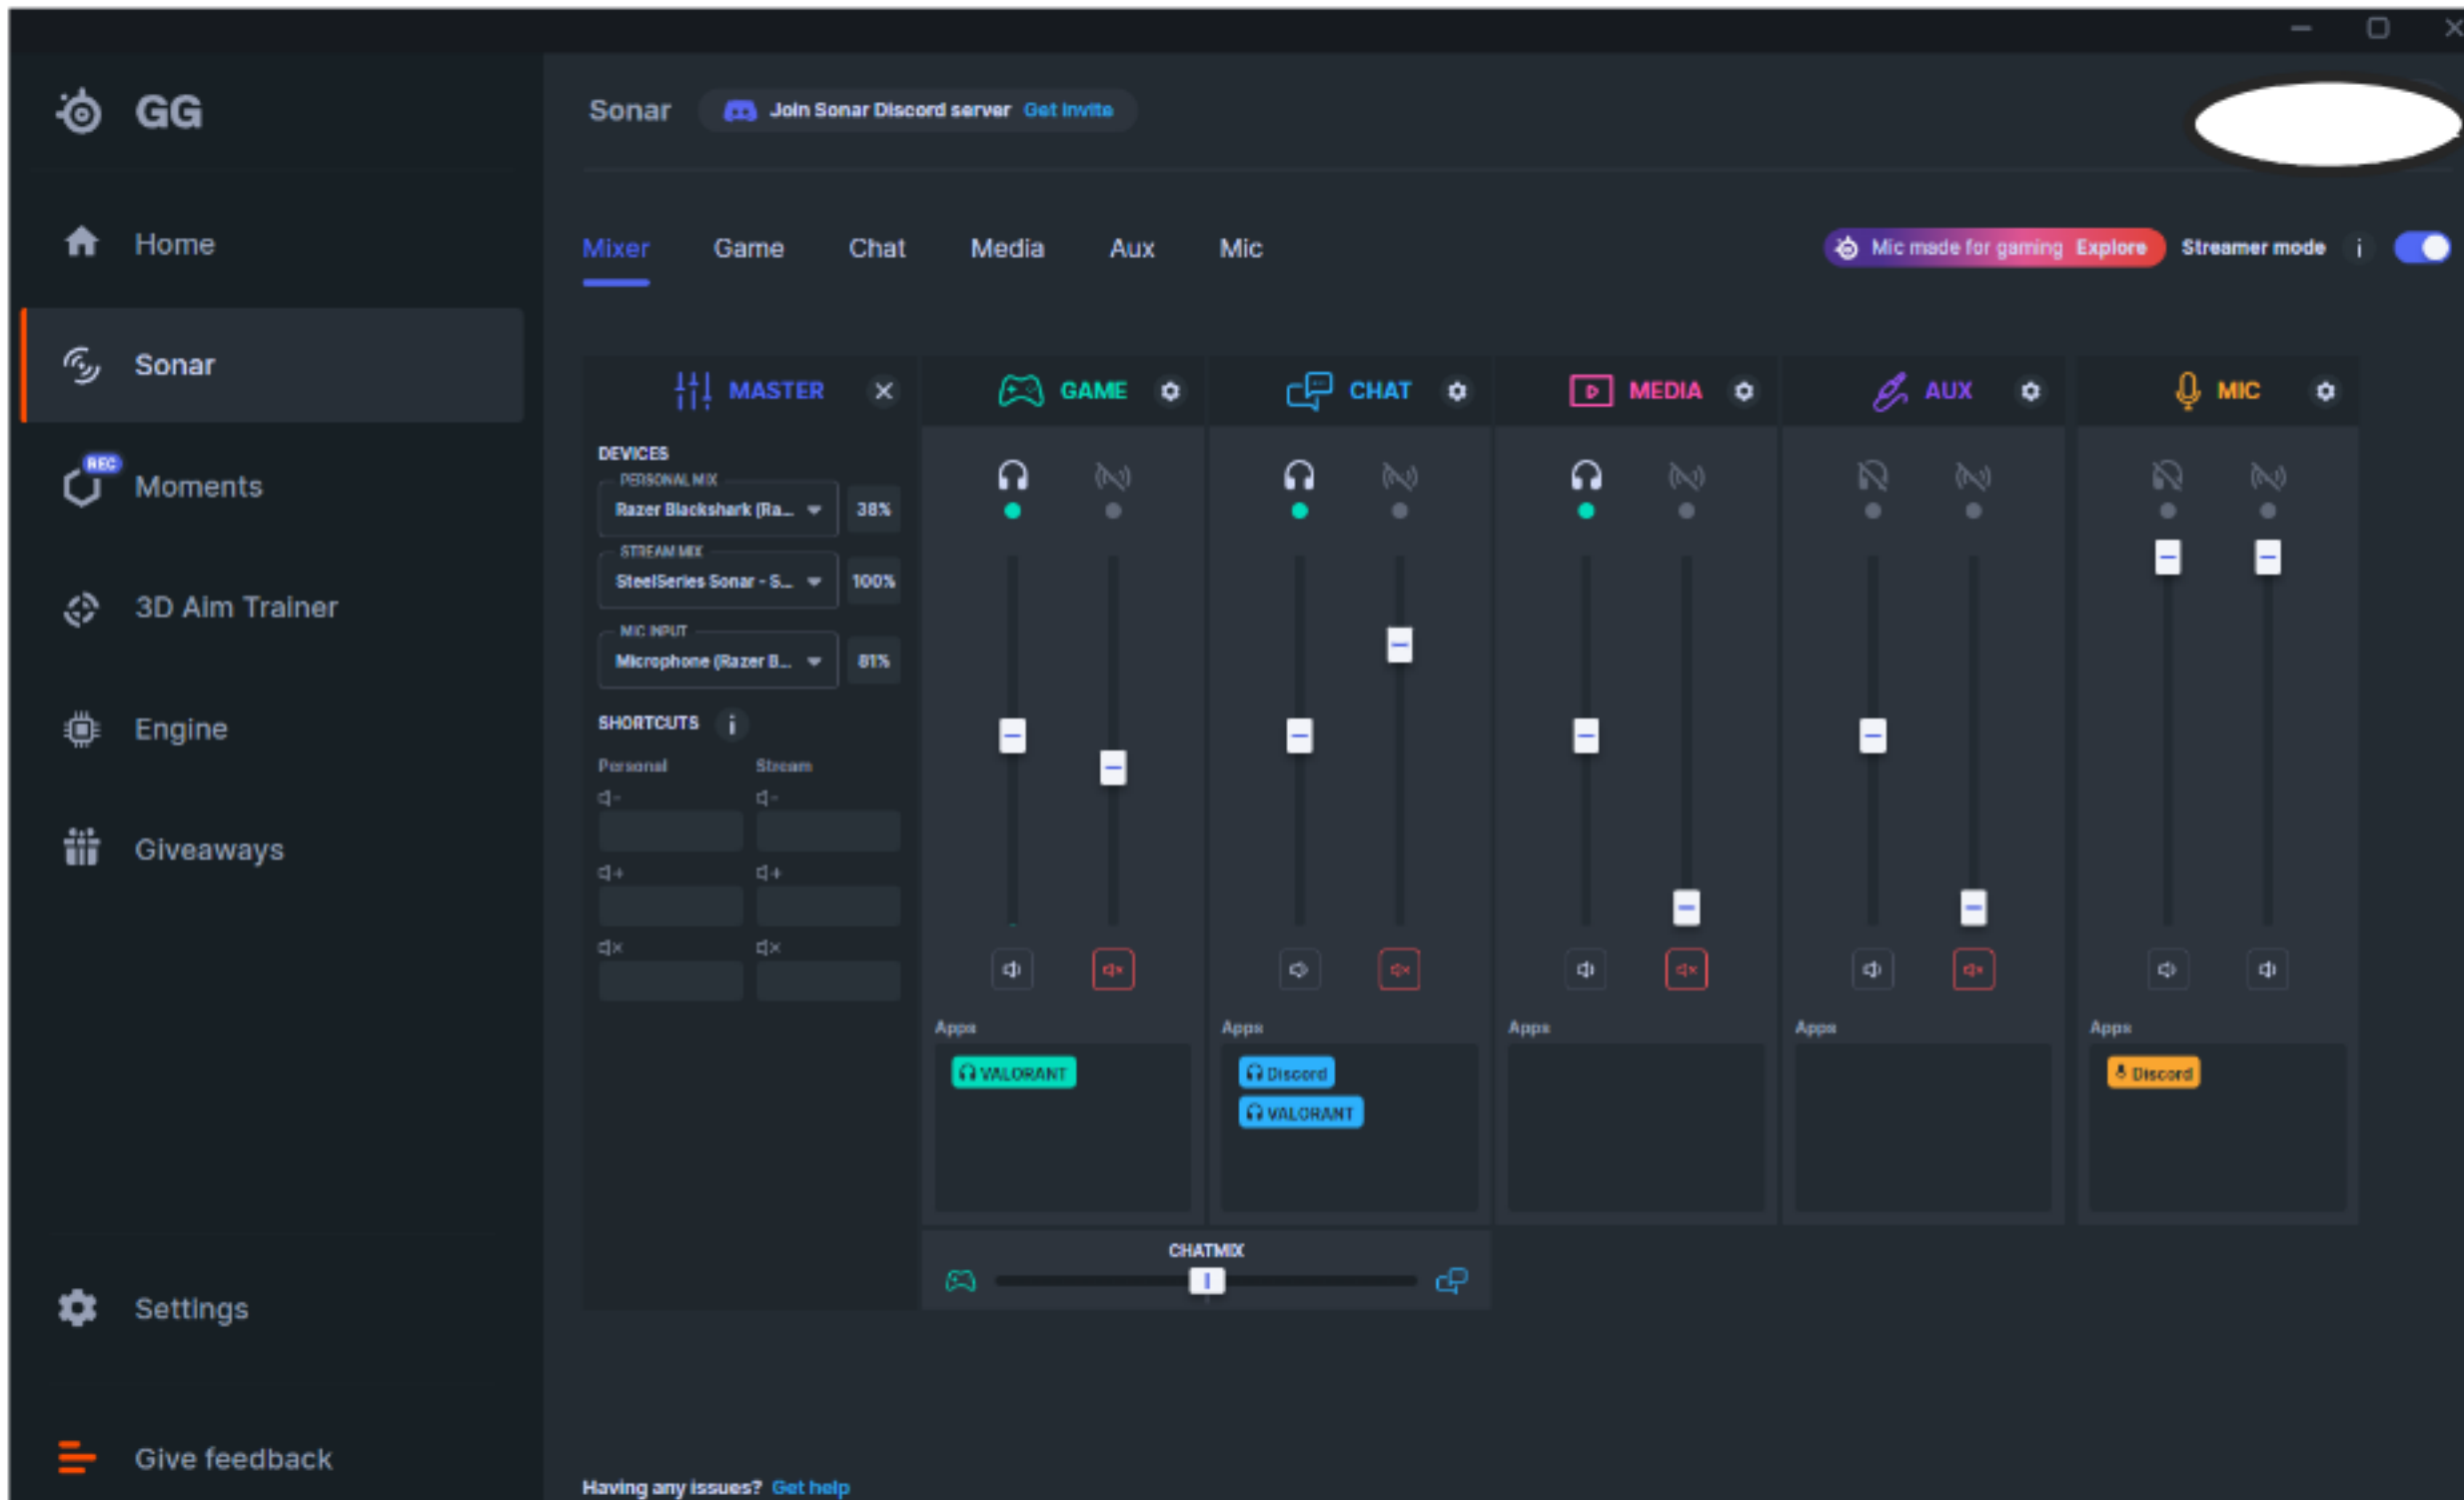 GG
Home
Sonar
REC
Moments
3D Aim Trainer
Engine
Giveaways
Settings
Give feedback
Sonar
Join Sonar Discord server Get invite
Mixer Game Chat Media Aux Mic
Mic made for gaming Explore
Streamer mode i
MASTER
DEVICES
PERSONAL MIX
Razer Blackshark (Ra... 38%
STREAM MIX
SteelSeries Sonar - S... 100%
MIC INPUT
Microphone (Razer B... 81%
SHORTCUTS i
Personal Stream
GAME
Apps
VALORANT
CHAT
Apps
Discord
VALORANT
MEDIA
Apps
AUX
Apps
MIC
Apps
Discord
CHATMIX
Having any issues? Get help